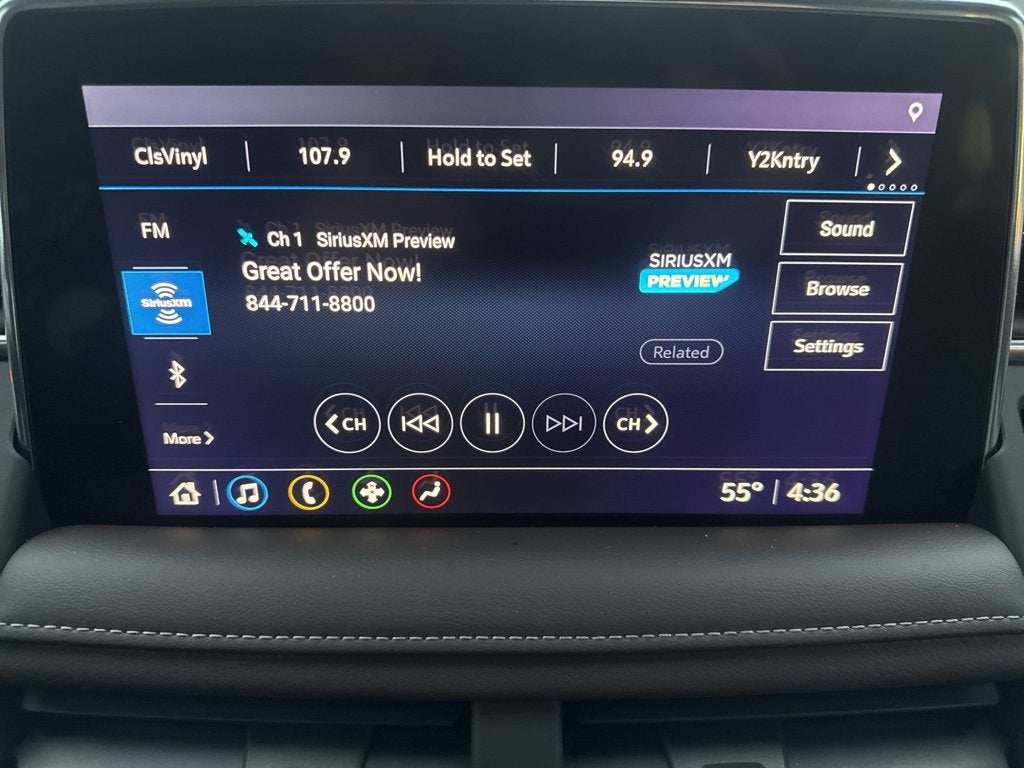 ClsVinyl | 107.9 | Hold to Set | 94.9 | Y2Kntry
FM
SiriusXM
More
Ch 1 SiriusXM Preview
Great Offer Now!
844-711-8800
SIRIUSXM
PREVIEW
Related
Sound
Browse
Settings
CH
CH
55° | 4:36